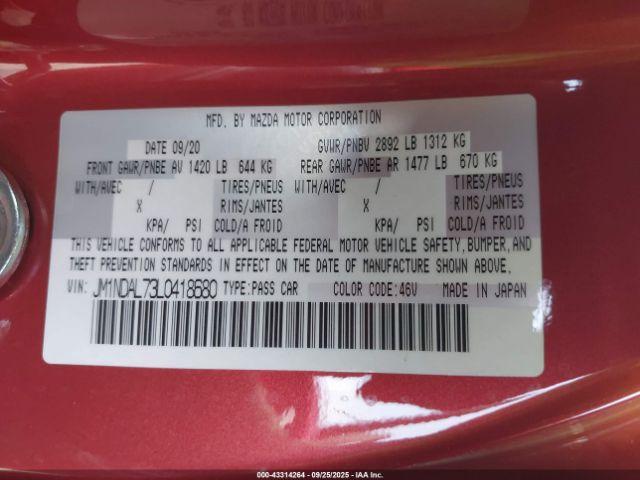 MFD. BY MAZDA MOTOR CORPORATION
DATE 09/20 GVWR/PNBV 2892 LB 1312 KG
FRONT GAWR/PNBE AV 1420 LB 644 KG REAR GAWR/PNBE AR 1477 LB 670 KG
WITH/AVEC / TIRES/PNEUS WITH/AVEC / TIRES/PNEUS
X RIMS/JANTES X RIMS/JANTES
KPA/ PSI COLD/A FROID KPA/ PSI COLD/A FROID
THIS VEHICLE CONFORMS TO ALL APPLICABLE FEDERAL MOTOR VEHICLE SAFETY, BUMPER, AND
THEFT PREVENTION STANDARDS IN EFFECT ON THE DATE OF MANUFACTURE SHOWN ABOVE.
VIN: JM1NDAL73L0418580 TYPE:PASS CAR COLOR CODE:46V MADE IN JAPAN
000-43314264 - 09/25/2025 - IAA Inc.